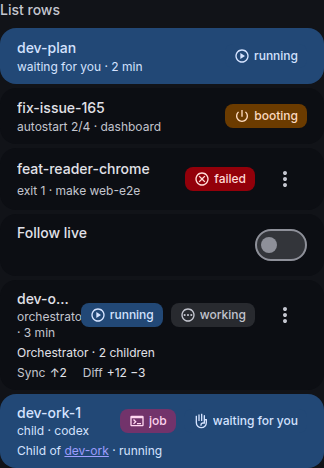 List rows
dev-plan
running
waiting for you · 2 min
fix-issue-165
booting
autostart 2/4 · dashboard
feat-reader-chrome
failed
exit 1 · make web-e2e
Follow live
dev-o...
orchestrato
running
working
· 3 min
Orchestrator · 2 children
Sync ↑2 Diff +12 −3
dev-ork-1
job
waiting for you
child · codex
Child of dev-ork · running